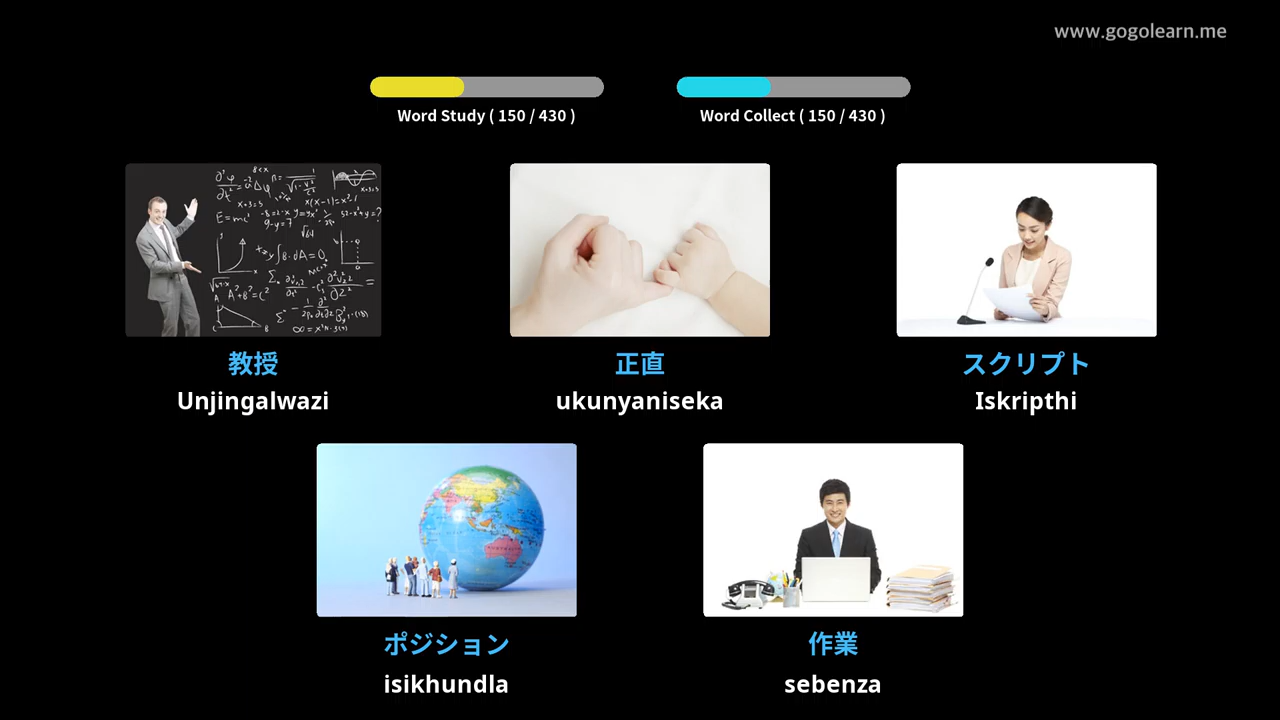 www.gogolearn.me
Word Study ( 150 / 430 )
Word Collect ( 150 / 430 )
教授
Unjingalwazi
正直
ukunyaniseka
スクリプト
Iskripthi
ポジション
isikhundla
作業
sebenza